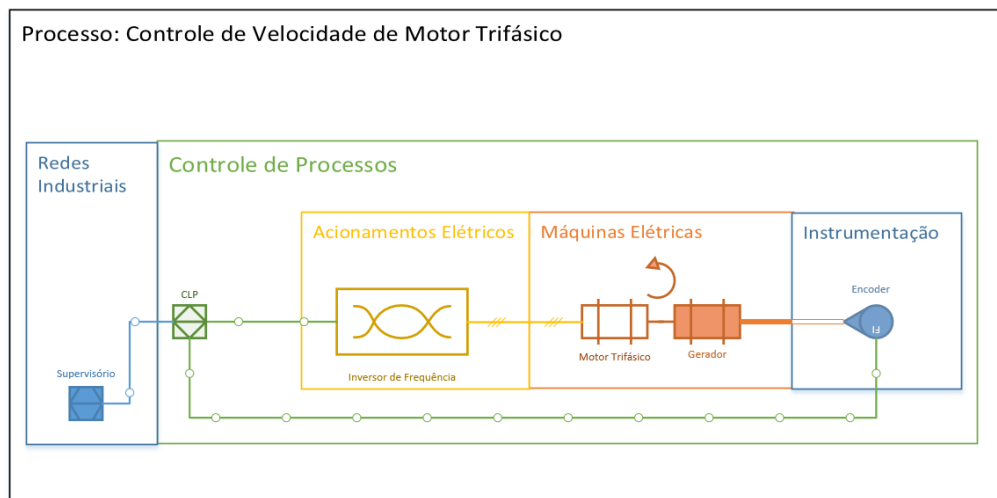 Processo: Controle de Velocidade de Motor Trifásico
Redes
Industriais
Controle de Processos
Acionamentos Elétricos
Máquinas Elétricas
Instrumentação
CLP
Encoder
FI
Supervisório
Inversor de Frequência
Motor Trifásico
Gerador